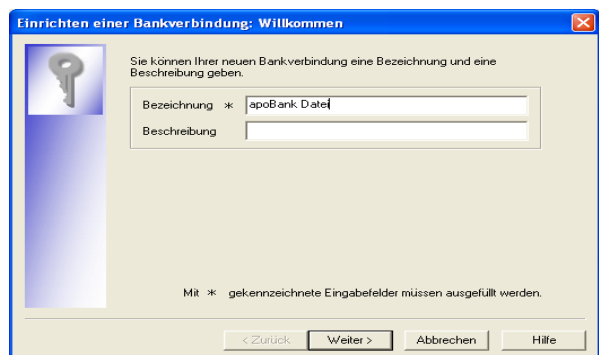 Einrichten einer Bankverbindung: Willkommen
Sie können Ihrer neuen Bankverbindung eine Bezeichnung und eine
Beschreibung geben.
Bezeichnung * apoBank Datei
Beschreibung
Mit * gekennzeichnete Eingabefelder müssen ausgefüllt werden.
< Zurück Weiter > Abbrechen Hilfe